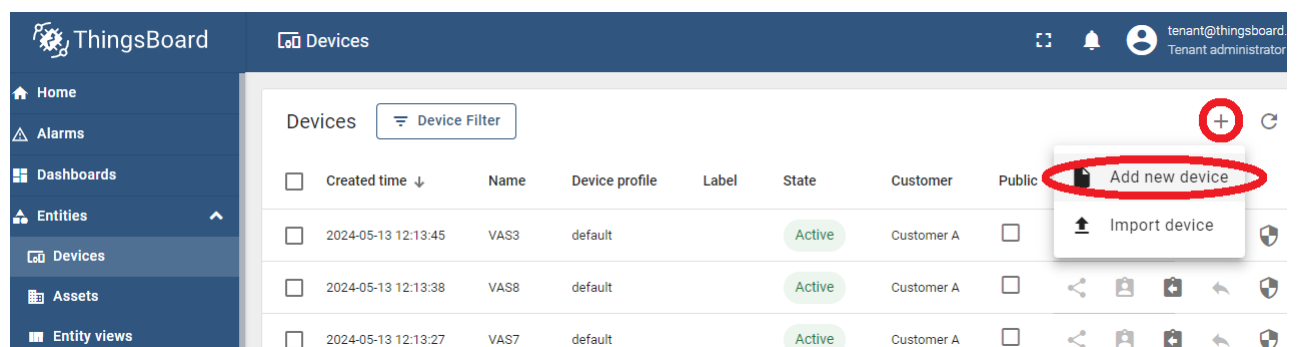 ThingsBoard
Devices
tenant@thingsboard.
Tenant administrator
Home
Alarms
Dashboards
Entities
Devices
Assets
Entity views
Devices
Device Filter
Add new device
Import device
Created time Name Device profile Label State Customer Public
2024-05-13 12:13:45 VAS3 default Active Customer A
2024-05-13 12:13:38 VAS8 default Active Customer A
2024-05-13 12:13:27 VAS7 default Active Customer A